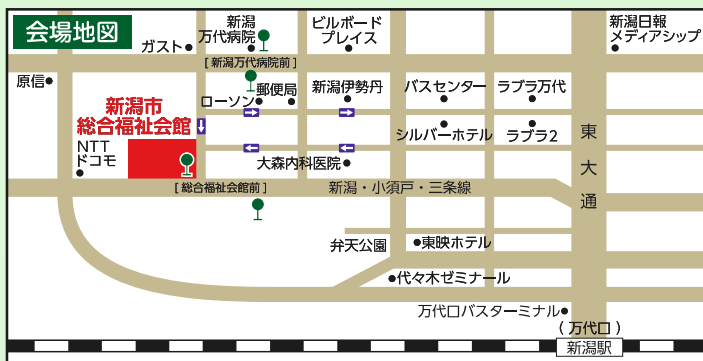 会場地図
新潟
万代病院
ビルボード
プレイス
新潟日報
メディアシップ
ガスト
[ 新潟万代病院前 ]
原信
郵便局
ローソン
新潟伊勢丹
バスセンター
ラブラ万代
新潟市
総合福祉会館
シルバーホテル
ラブラ2
NTT
ドコモ
大森内科医院
東大通
[ 総合福祉会館前 ]
新潟・小須戸・三条線
弁天公園
東映ホテル
代々木ゼミナール
万代口バスターミナル
( 万代口 )
新潟駅